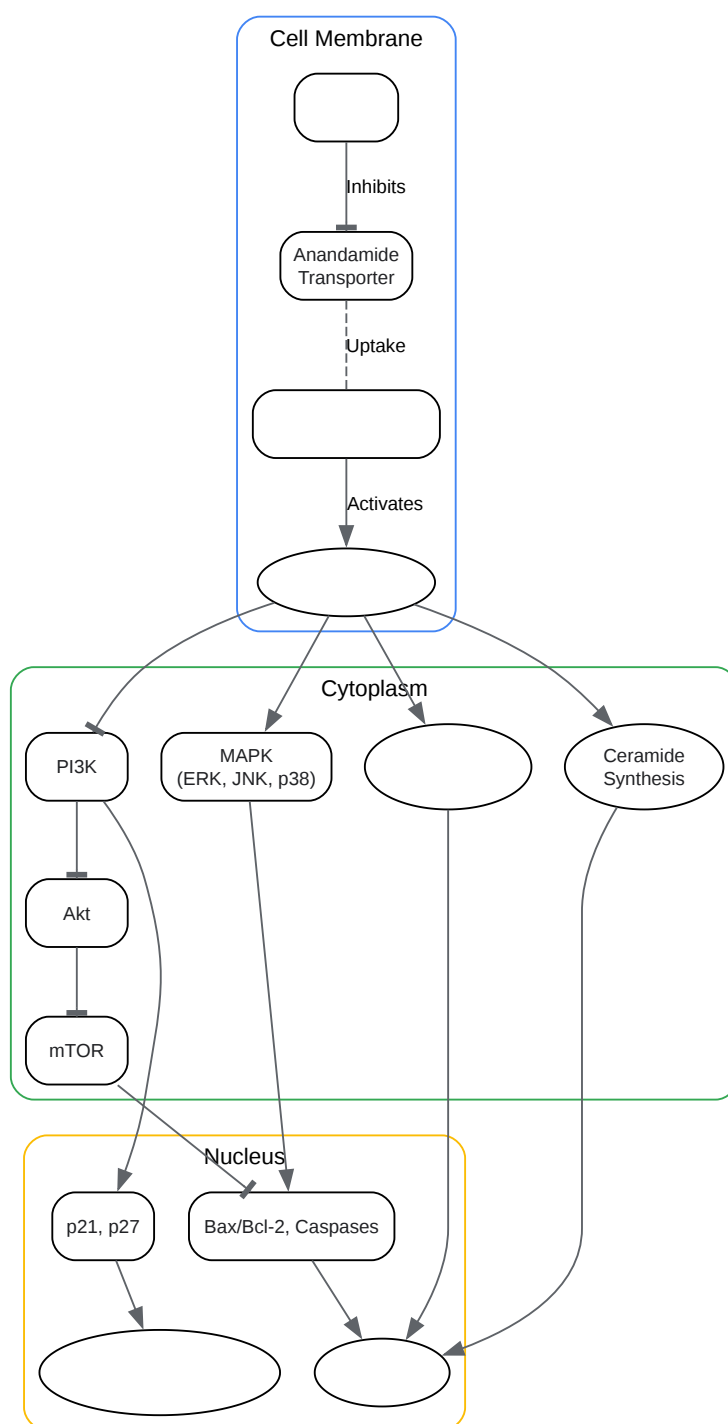 Cell Membrane
Inhibits
Anandamide
Transporter
Uptake
Activates
Cytoplasm
PI3K
MAPK
(ERK, JNK, p38)
Ceramide
Synthesis
Akt
mTOR
Nucleus
p21, p27
Bax/Bcl-2, Caspases